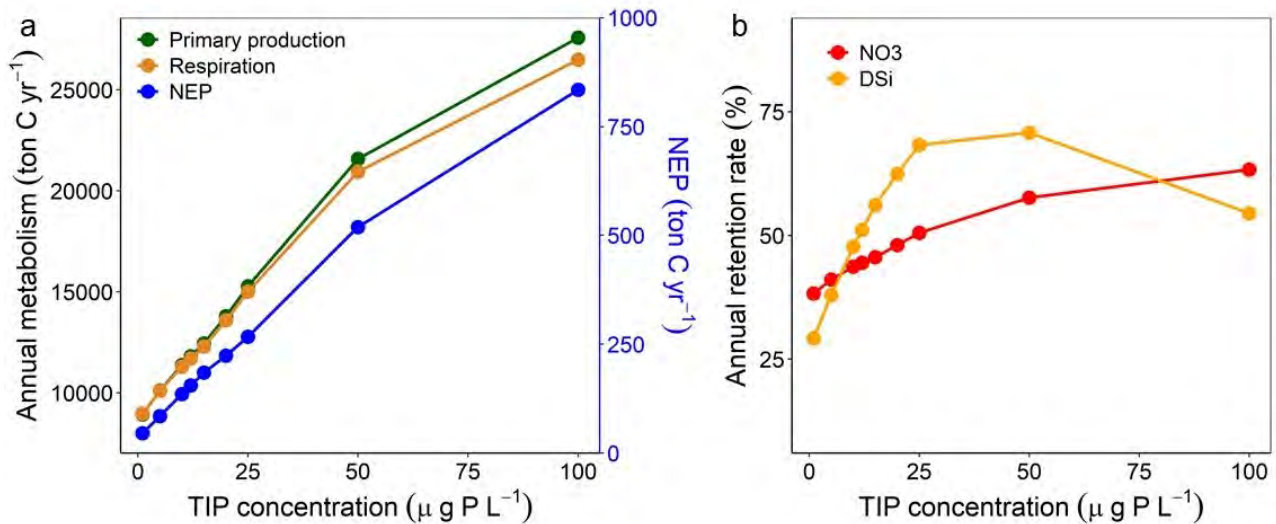 a
Primary production
Respiration
NEP
Annual metabolism (ton C yr⁻¹)
25000
20000
15000
10000
1000
750
500
250
0
NEP (ton C yr⁻¹)
0 25 50 75 100
TIP concentration (μ g P L⁻¹)
b
NO3
DSi
Annual retention rate (%)
75
50
25
0 25 50 75 100
TIP concentration (μ g P L⁻¹)